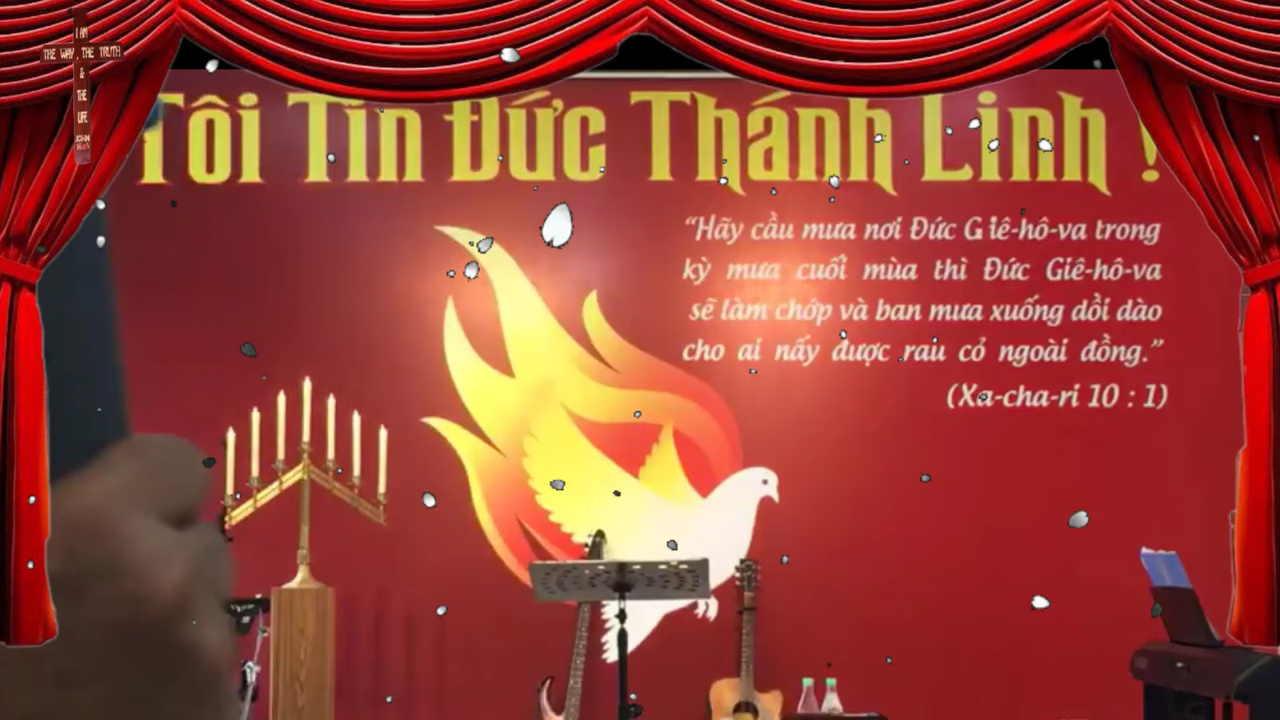 I AM
THE WAY, THE TRUTH
&
THE
LIFE
JOHN
Tôi Tin Đức Thánh Linh !
“Hãy cầu mưa nơi Đức Giê-hô-va trong
kỳ mưa cuối mùa thì Đức Giê-hô-va
sẽ làm chớp và ban mưa xuống dồi dào
cho ai nấy được rau cỏ ngoài đồng.”
(Xa-cha-ri 10 : 1)